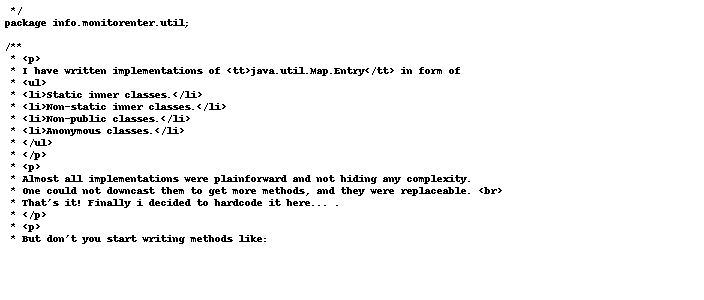 */
package info.monitorenter.util;

/**
 * <p>
 * I have written implementations of <tt>java.util.Map.Entry</tt> in form of
 * <ul>
 * <li>Static inner classes.</li>
 * <li>Non-static inner classes.</li>
 * <li>Non-public classes.</li>
 * <li>Anonymous classes.</li>
 * </ul>
 * </p>
 * <p>
 * Almost all implementations were plainforward and not hiding any complexity.
 * One could not downcast them to get more methods, and they were replaceable. <br>
 * That's it! Finally i decided to hardcode it here... .
 * </p>
 * <p>
 * But don't you start writing methods like: